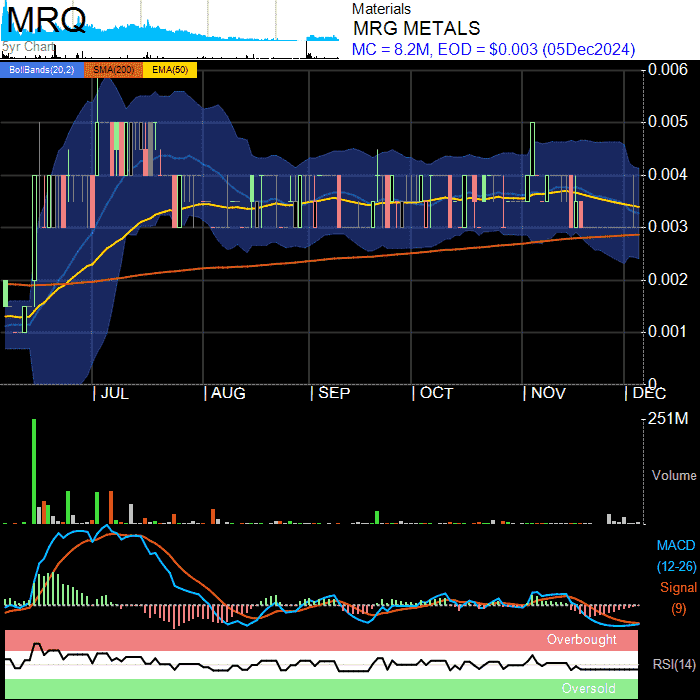 MRQ
5yr Chart
Materials
MRG METALS
MC = 8.2M, EOD = $0.003 (05Dec2024)
BollBands(20,2) SMA(200) EMA(50)
0.006
0.005
0.004
0.003
0.002
0.001
0
JUL AUG SEP OCT NOV DEC
251M
Volume
MACD
(12-26)
Signal
(9)
Overbought
RSI(14)
Oversold